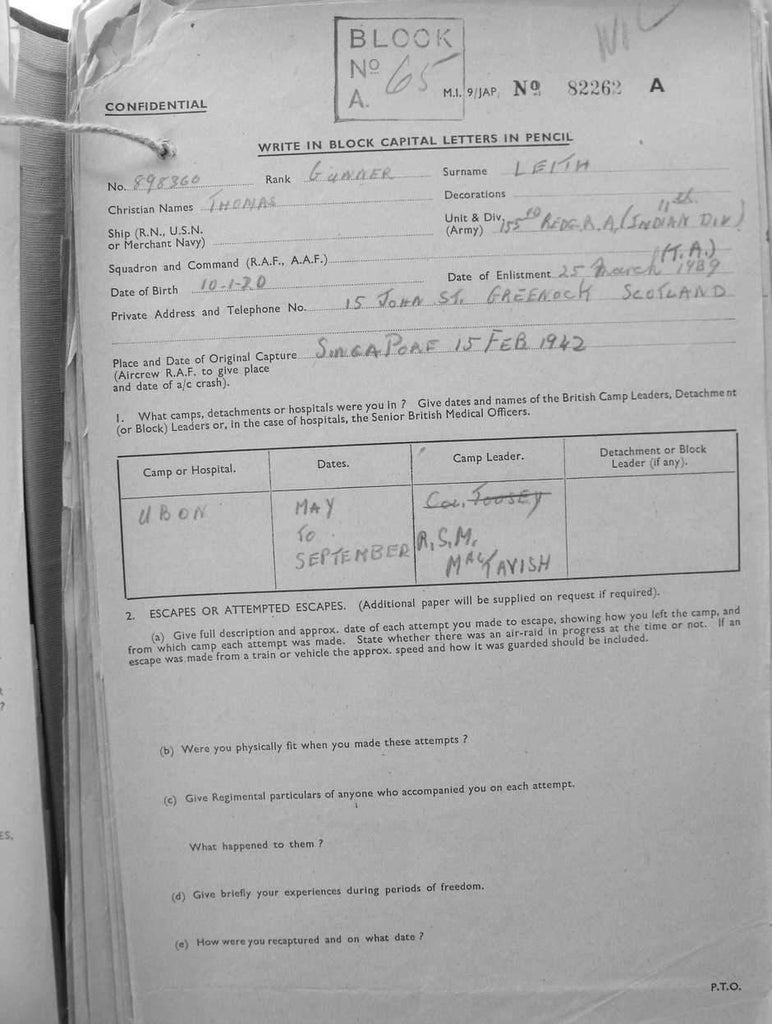 BLOCK
No 65
A.
M.I. 9/JAP. No 82262 A
CONFIDENTIAL
WRITE IN BLOCK CAPITAL LETTERS IN PENCIL
No. 898360 Rank GUNNER Surname LEITH
Christian Names THOMAS Decorations
Ship (R.N., U.S.N.
or Merchant Navy)
Unit & Div. 155TH REDG. R.A. (11th INDIAN DIV)
(Army)
Squadron and Command (R.A.F., A.A.F.)
(T.A.)
Date of Birth 10-1-20 Date of Enlistment 25 March 1939
Private Address and Telephone No. 15 JOHN ST. GREENOCK SCOTLAND
Place and Date of Original Capture SINGAPORE 15 FEB 1942
(Aircrew R.A.F. to give place
and date of a/c crash).
1. What camps, detachments or hospitals were you in ? Give dates and names of the British Camp Leaders, Detachment
(or Block) Leaders or, in the case of hospitals, the Senior British Medical Officers.
Camp or Hospital. Dates. Camp Leader. Detachment or Block
Leader (if any).
UBON MAY Col. TOOSEY
TO R.S.M.
SEPTEMBER MACTAVISH
2. ESCAPES OR ATTEMPTED ESCAPES. (Additional paper will be supplied on request if required).
(a) Give full description and approx. date of each attempt you made to escape, showing how you left the camp, and
from which camp each attempt was made. State whether there was an air-raid in progress at the time or not. If an
escape was made from a train or vehicle the approx. speed and how it was guarded should be included.
(b) Were you physically fit when you made these attempts ?
(c) Give Regimental particulars of anyone who accompanied you on each attempt.
What happened to them ?
(d) Give briefly your experiences during periods of freedom.
(e) How were you recaptured and on what date ?
P.T.O.
?
ES,